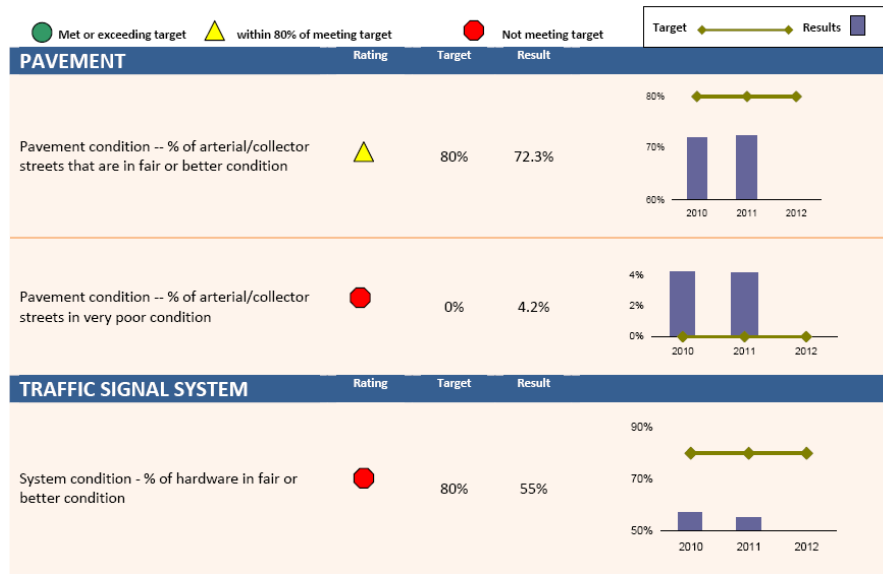 Met or exceeding target within 80% of meeting target Not meeting target Target Results
PAVEMENT Rating Target Result
Pavement condition -- % of arterial/collector
streets that are in fair or better condition
80% 72.3%
80%
70%
60%
2010 2011 2012
Pavement condition -- % of arterial/collector
streets in very poor condition
0% 4.2%
4%
2%
0%
2010 2011 2012
TRAFFIC SIGNAL SYSTEM Rating Target Result
System condition - % of hardware in fair or
better condition
80% 55%
90%
70%
50%
2010 2011 2012